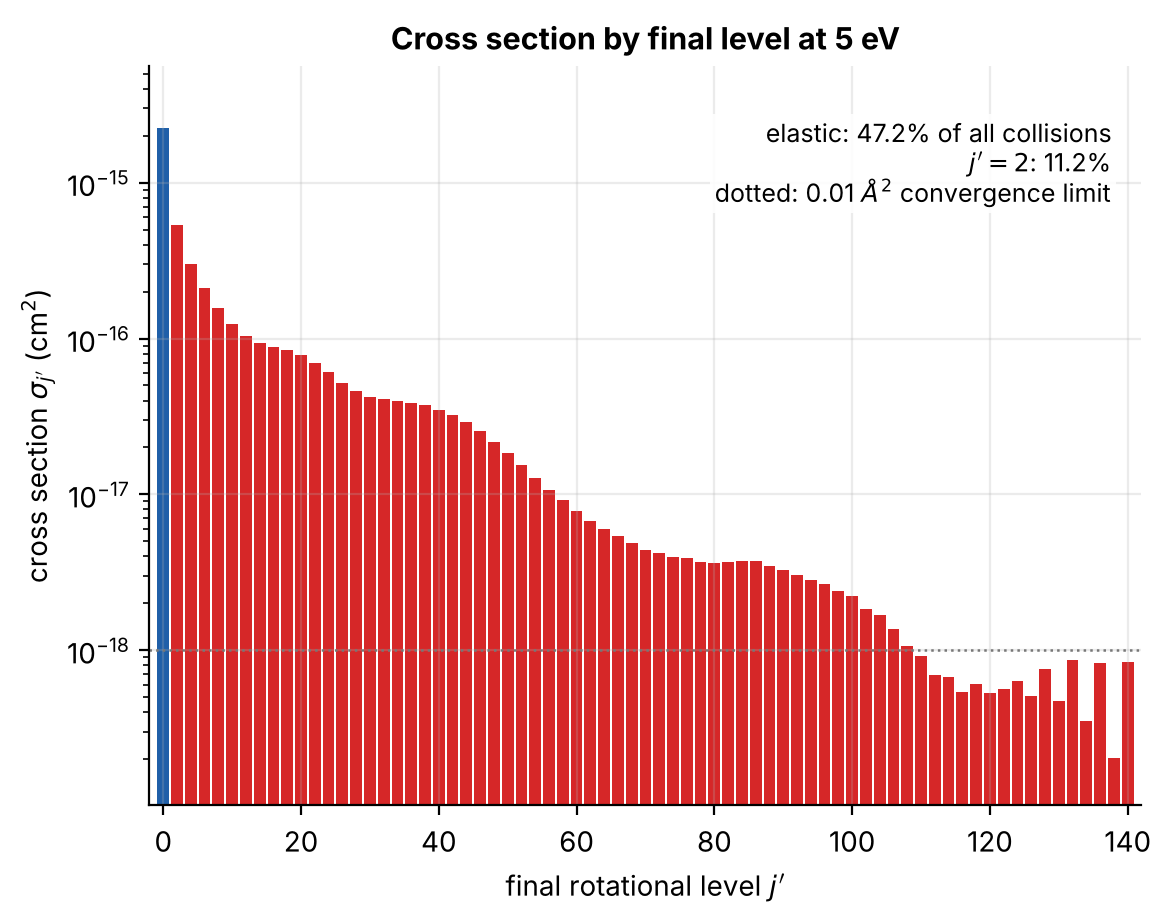 Cross section by final level at 5 eV
elastic: 47.2% of all collisions
j′ = 2: 11.2%
dotted: 0.01 Å² convergence limit
cross section σⱼ′ (cm²)
10⁻¹⁵
10⁻¹⁶
10⁻¹⁷
10⁻¹⁸
0 20 40 60 80 100 120 140
final rotational level j′